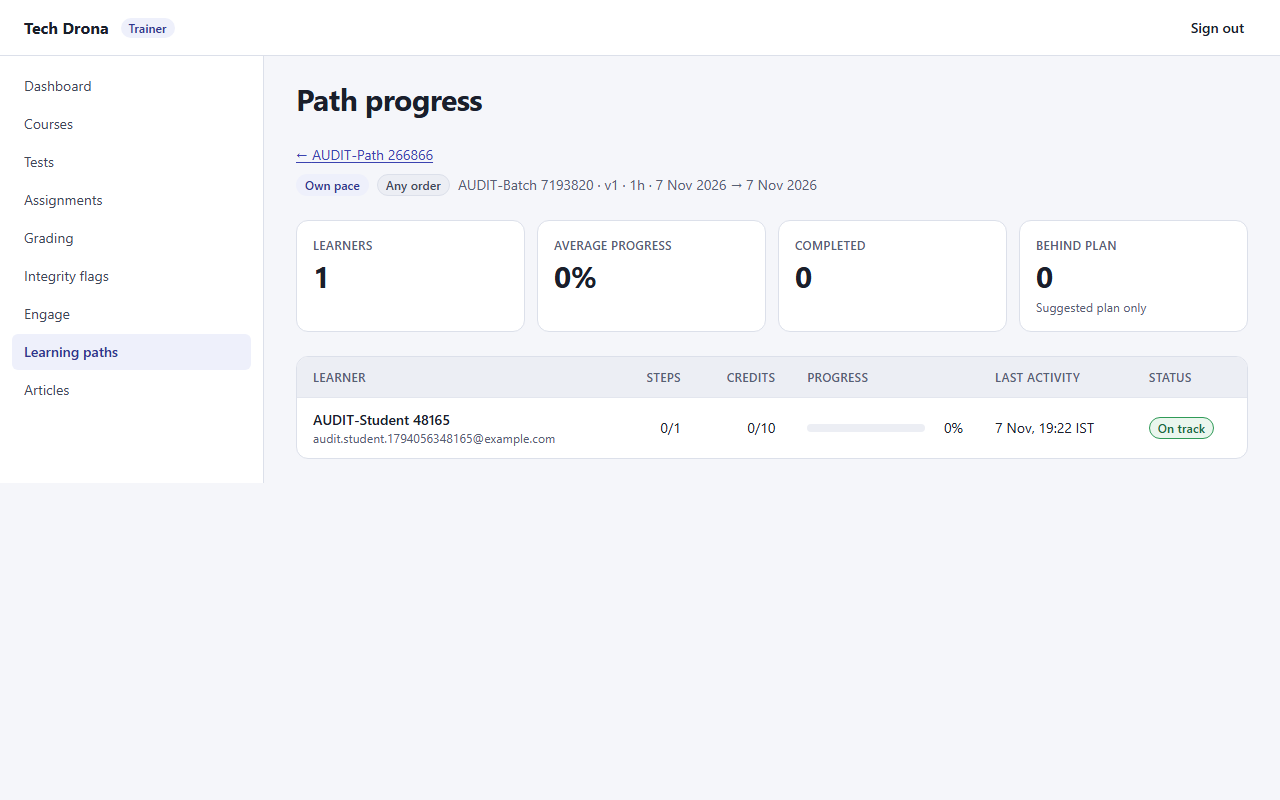 Tech Drona Trainer Sign out
Dashboard
Courses
Tests
Assignments
Grading
Integrity flags
Engage
Learning paths
Articles
Path progress
← AUDIT-Path 266866
Own pace Any order AUDIT-Batch 7193820 · v1 · 1h · 7 Nov 2026 → 7 Nov 2026
LEARNERS
1
AVERAGE PROGRESS
0%
COMPLETED
0
BEHIND PLAN
0
Suggested plan only
LEARNER STEPS CREDITS PROGRESS LAST ACTIVITY STATUS
AUDIT-Student 48165
audit.student.1794056348165@example.com
0/1 0/10 0% 7 Nov, 19:22 IST On track